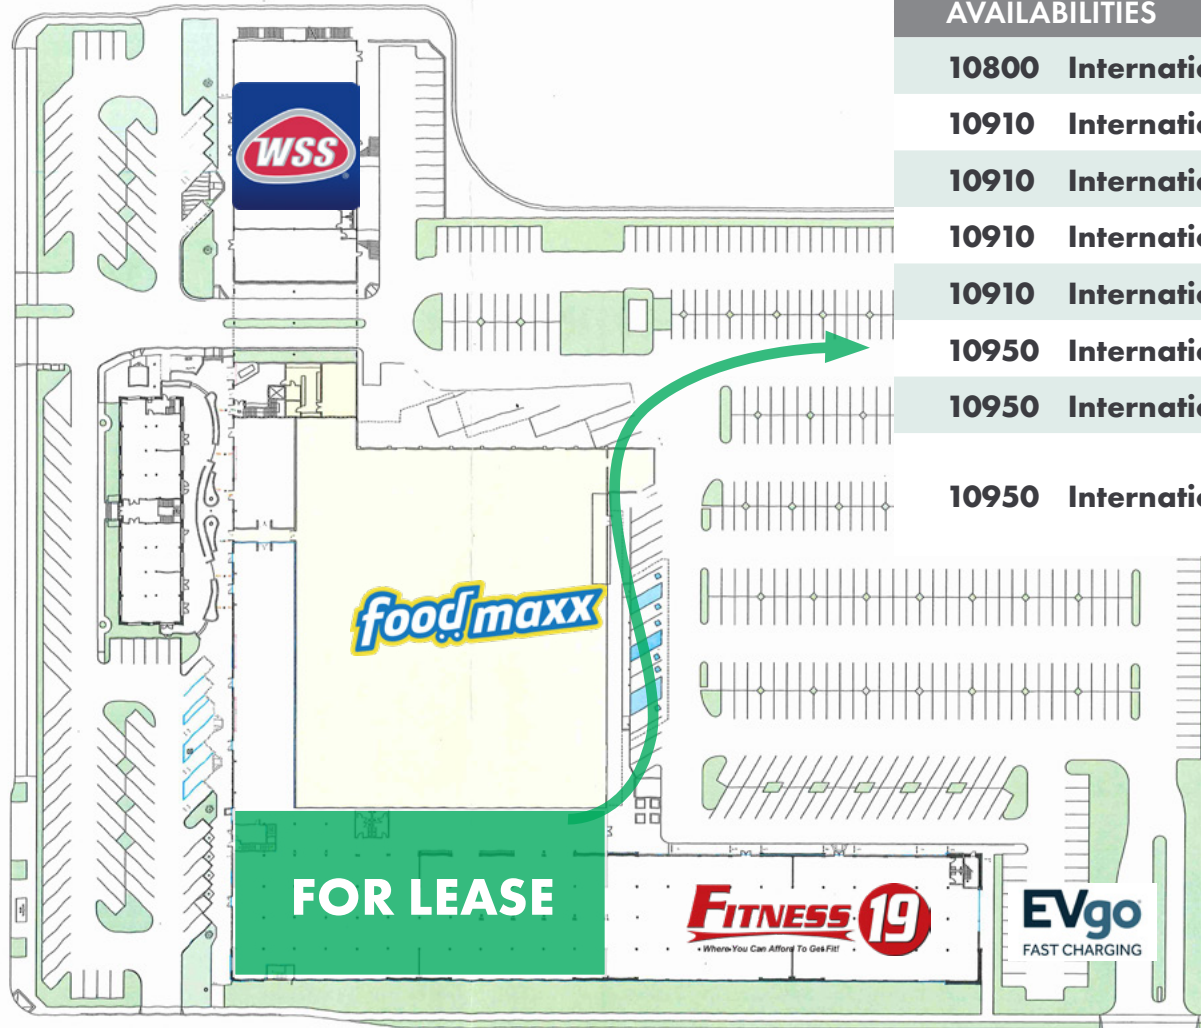 AVAILABILITIES
10800 Internatio
10910 Internatio
10910 Internatio
10910 Internatio
10910 Internatio
10950 Internatio
10950 Internatio
10950 Internatio
WSS
food maxx
FOR LEASE
FITNESS 19
Where You Can Afford To Get Fit!
EVgo
FAST CHARGING